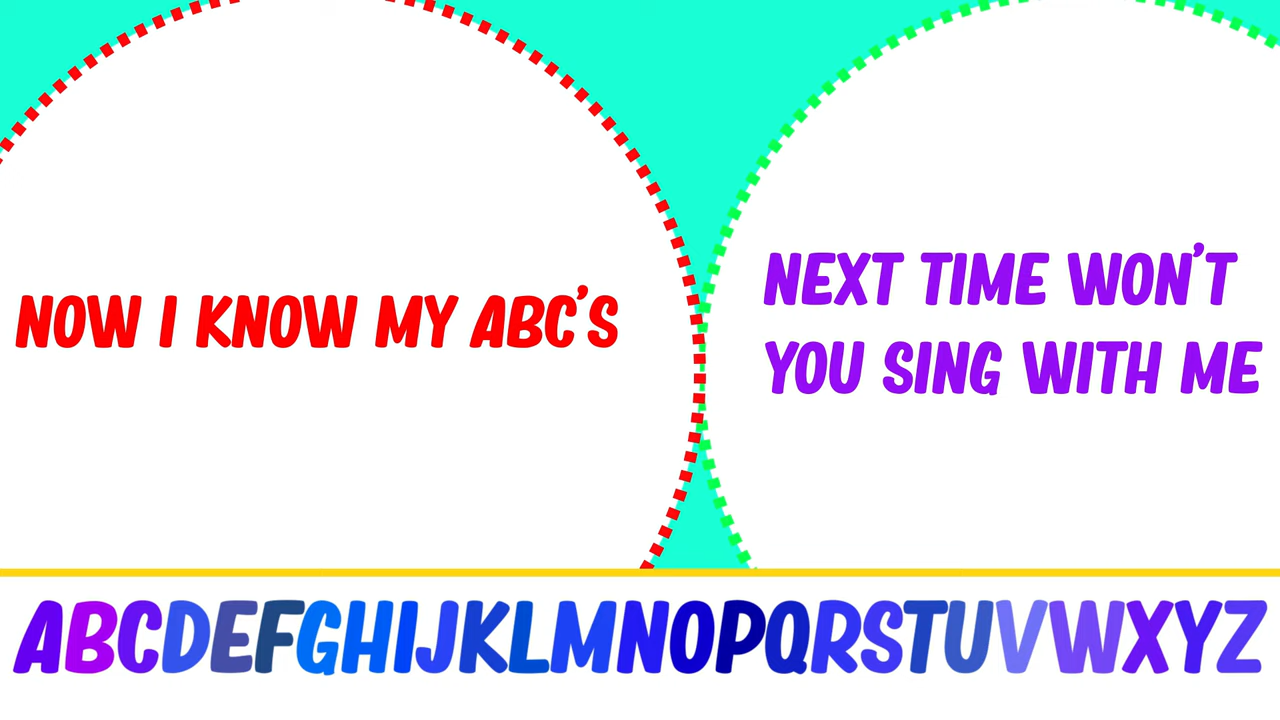 NOW I KNOW MY ABC'S
NEXT TIME WON'T
YOU SING WITH ME
ABCDEFGHIJKLMNOPQRSTUVWXYZ